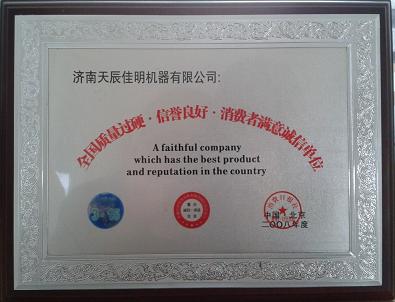 济南天辰佳明机器有限公司:
全国质量过硬·信誉良好·消费者满意诚信单位
A faithful company
which has the best product
and reputation in the country
中国·北京
二〇〇八年度